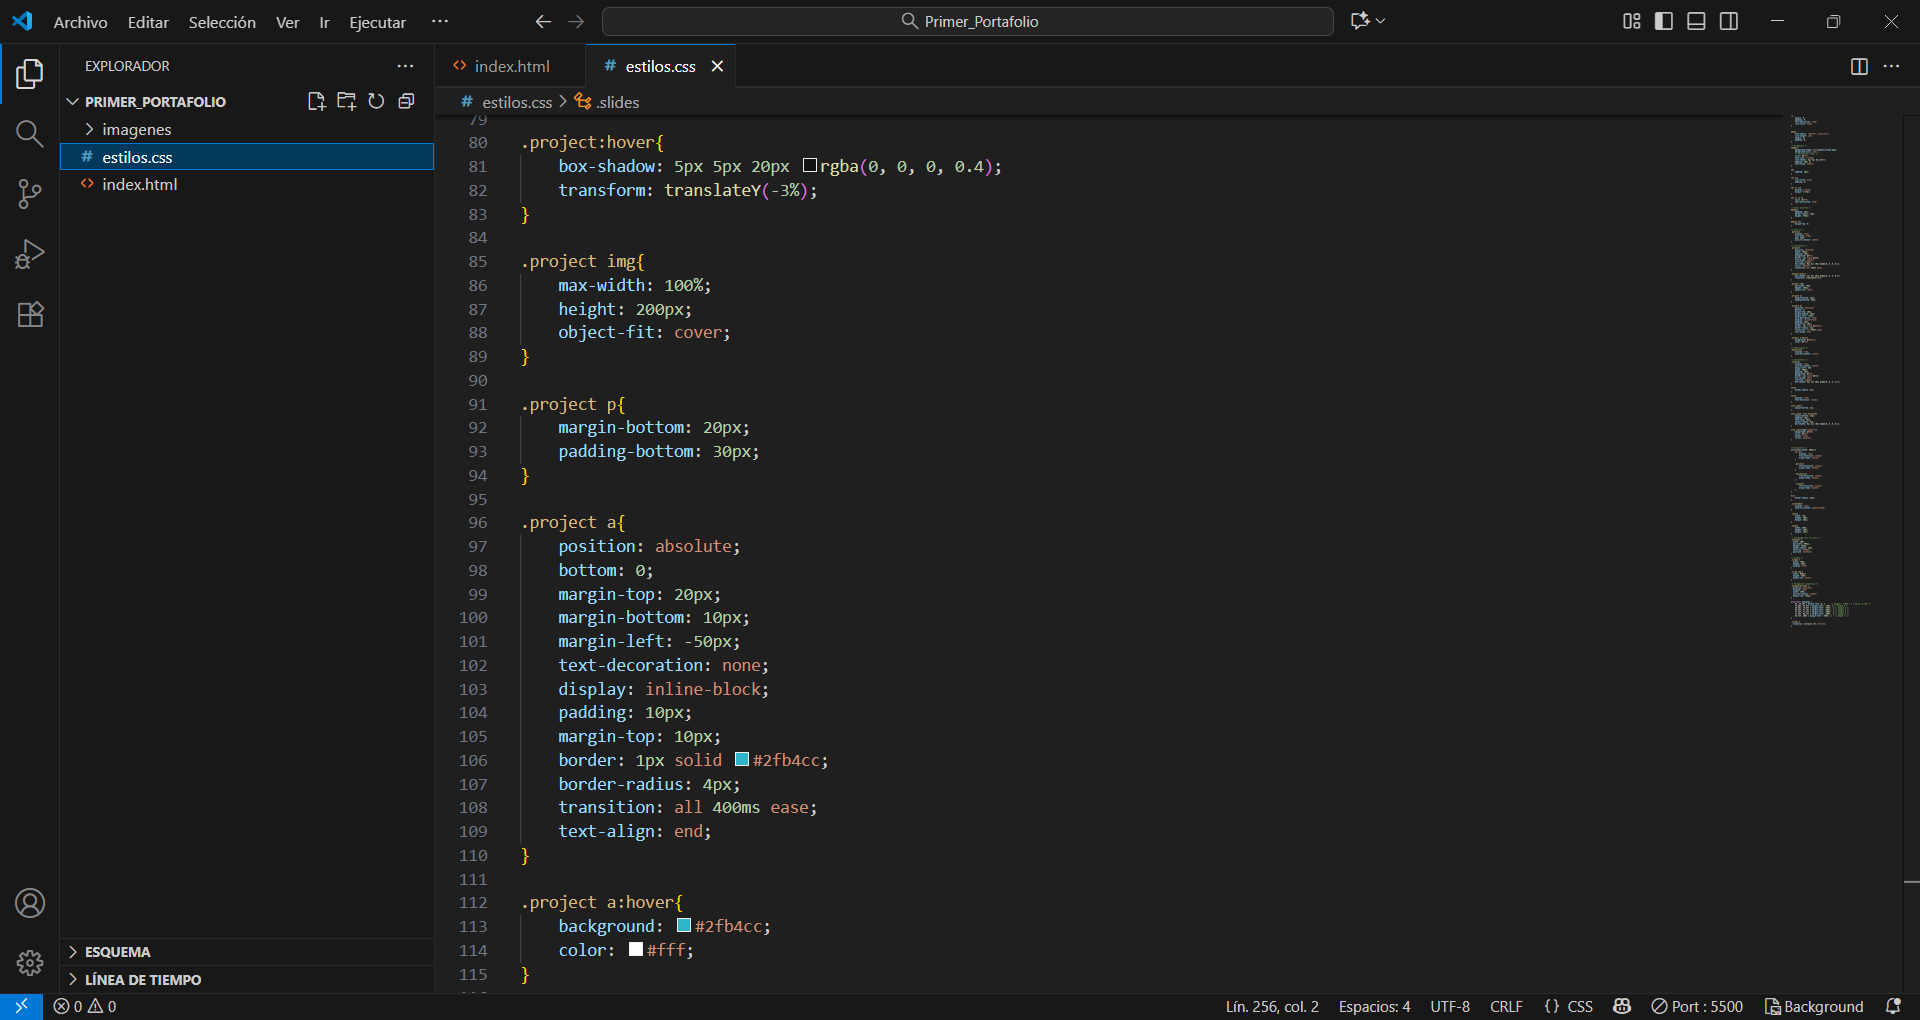 Archivo Editar Selección Ver Ir Ejecutar ··· Primer_Portafolio
EXPLORADOR
PRIMER_PORTAFOLIO
imagenes
# estilos.css
<> index.html
ESQUEMA
LÍNEA DE TIEMPO
<> index.html # estilos.css
# estilos.css > .slides
79
80 .project:hover{
81 box-shadow: 5px 5px 20px rgba(0, 0, 0, 0.4);
82 transform: translateY(-3%);
83 }
84
85 .project img{
86 max-width: 100%;
87 height: 200px;
88 object-fit: cover;
89 }
90
91 .project p{
92 margin-bottom: 20px;
93 padding-bottom: 30px;
94 }
95
96 .project a{
97 position: absolute;
98 bottom: 0;
99 margin-top: 20px;
100 margin-bottom: 10px;
101 margin-left: -50px;
102 text-decoration: none;
103 display: inline-block;
104 padding: 10px;
105 margin-top: 10px;
106 border: 1px solid #2fb4cc;
107 border-radius: 4px;
108 transition: all 400ms ease;
109 text-align: end;
110 }
111
112 .project a:hover{
113 background: #2fb4cc;
114 color: #fff;
115 }
0 0 Lín. 256, col. 2 Espacios: 4 UTF-8 CRLF {} CSS Port : 5500 Background